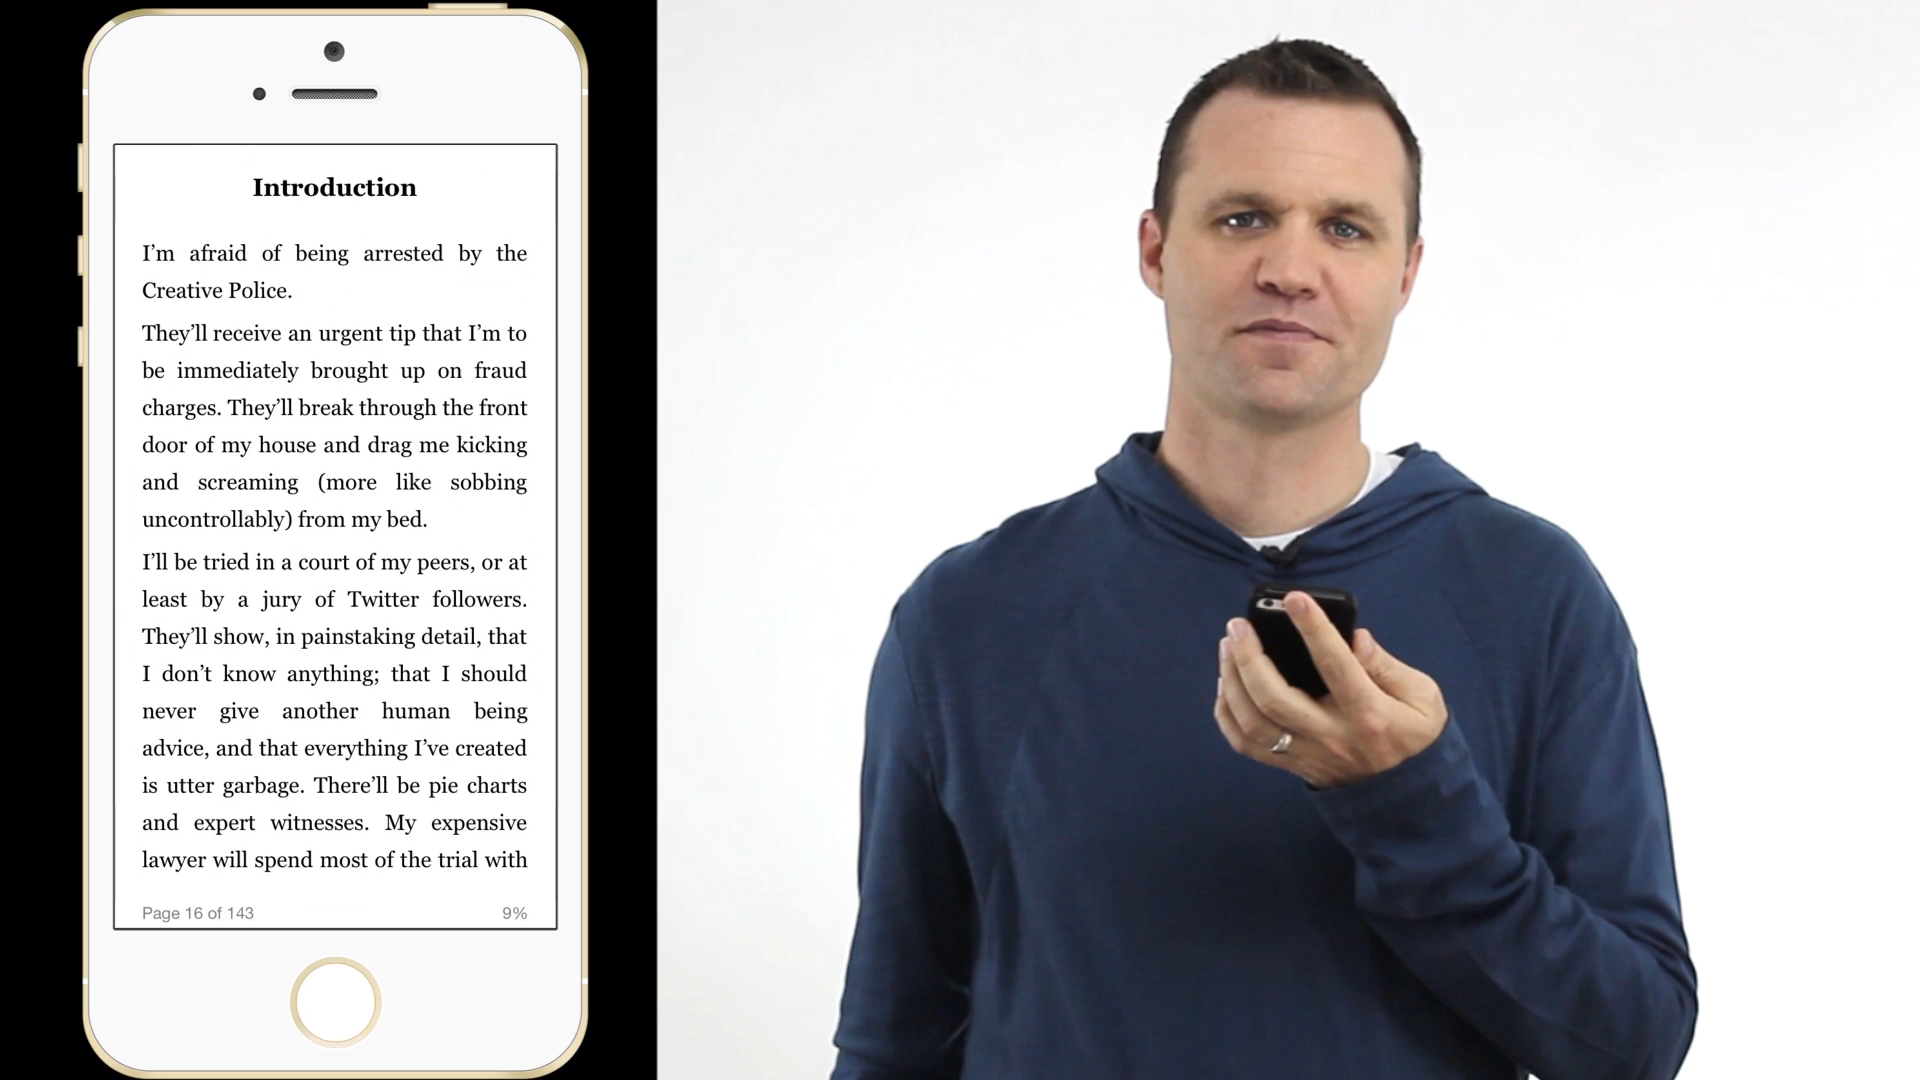 Introduction
I’m afraid of being arrested by the
Creative Police.
They’ll receive an urgent tip that I’m to
be immediately brought up on fraud
charges. They’ll break through the front
door of my house and drag me kicking
and screaming (more like sobbing
uncontrollably) from my bed.
I’ll be tried in a court of my peers, or at
least by a jury of Twitter followers.
They’ll show, in painstaking detail, that
I don’t know anything; that I should
never give another human being
advice, and that everything I’ve created
is utter garbage. There’ll be pie charts
and expert witnesses. My expensive
lawyer will spend most of the trial with
Page 16 of 143 9%